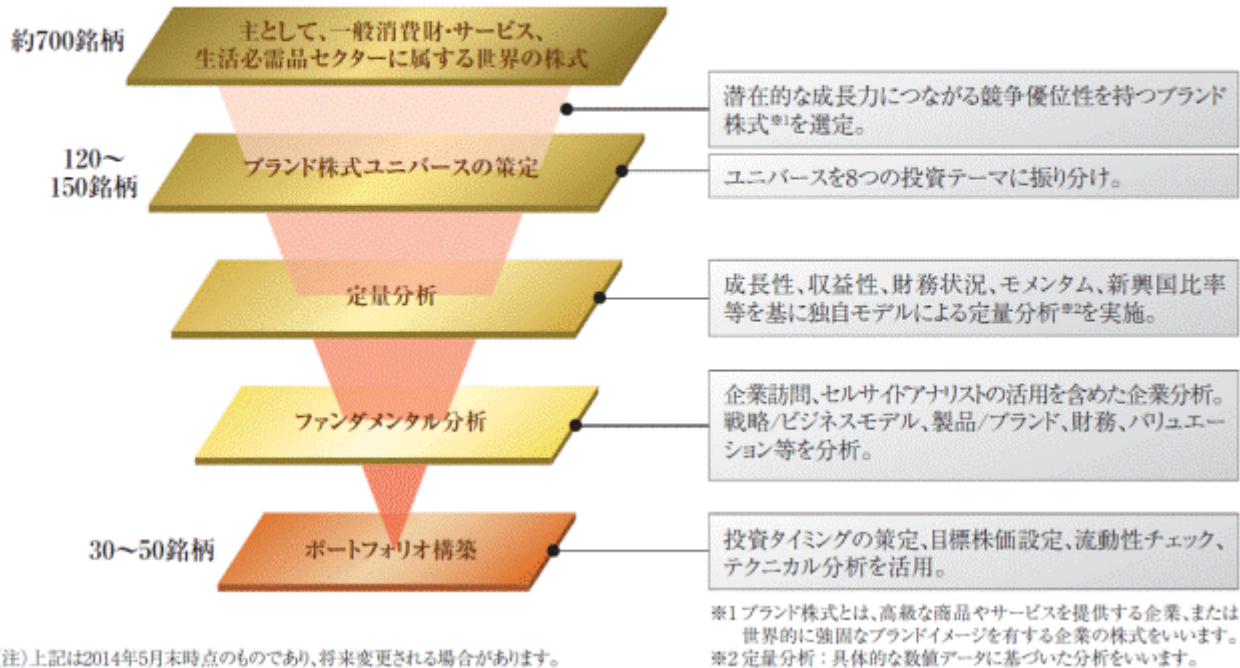 約700銘柄
主として、一般消費財・サービス、
生活必需品セクターに属する世界の株式
潜在的な成長力につながる競争優位性を持つブランド
株式※1を選定。
120～
150銘柄
ブランド株式ユニバースの策定
ユニバースを8つの投資テーマに振り分け。
定量分析
成長性、収益性、財務状況、モメンタム、新興国比率
等を基に独自モデルによる定量分析※2を実施。
ファンダメンタル分析
企業訪問、セルサイドアナリストの活用を含めた企業分析。
戦略/ビジネスモデル、製品/ブランド、財務、バリュエー
ション等を分析。
30～50銘柄
ポートフォリオ構築
投資タイミングの策定、目標株価設定、流動性チェック、
テクニカル分析を活用。
※1 ブランド株式とは、高級な商品やサービスを提供する企業、または
世界的に強固なブランドイメージを有する企業の株式をいいます。
※2 定量分析：具体的な数値データに基づいた分析をいいます。
注）上記は2014年5月末時点のものであり、将来変更される場合があります。